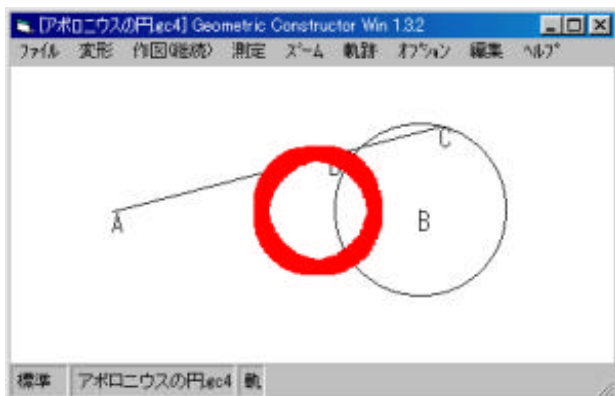 [アポロニウスの円.gc4] Geometric Constructor Win 1.3.2
ファイル 変形 作図(継続) 測定 ズーム 軌跡 オプション 編集 ヘルプ
C
D
A
B
標準 アポロニウスの円.gc4 軌